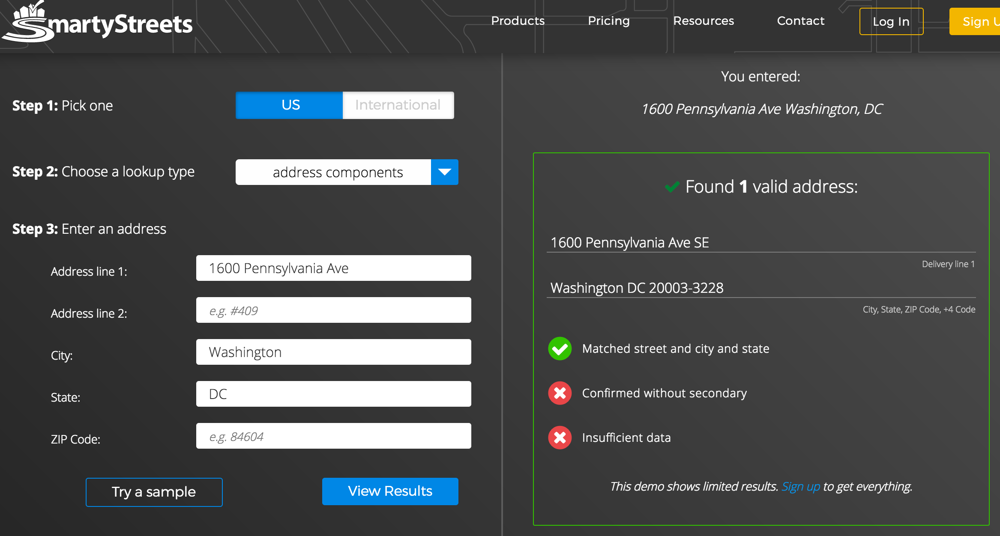 SmartyStreets
Products Pricing Resources Contact Log In Sign U
Step 1: Pick one
US International
Step 2: Choose a lookup type
address components
Step 3: Enter an address
Address line 1: 1600 Pennsylvania Ave
Address line 2: e.g. #409
City: Washington
State: DC
ZIP Code: e.g. 84604
Try a sample
View Results
You entered:
1600 Pennsylvania Ave Washington, DC
Found 1 valid address:
1600 Pennsylvania Ave SE
Delivery line 1
Washington DC 20003-3228
City, State, ZIP Code, +4 Code
Matched street and city and state
Confirmed without secondary
Insufficient data
This demo shows limited results. Sign up to get everything.